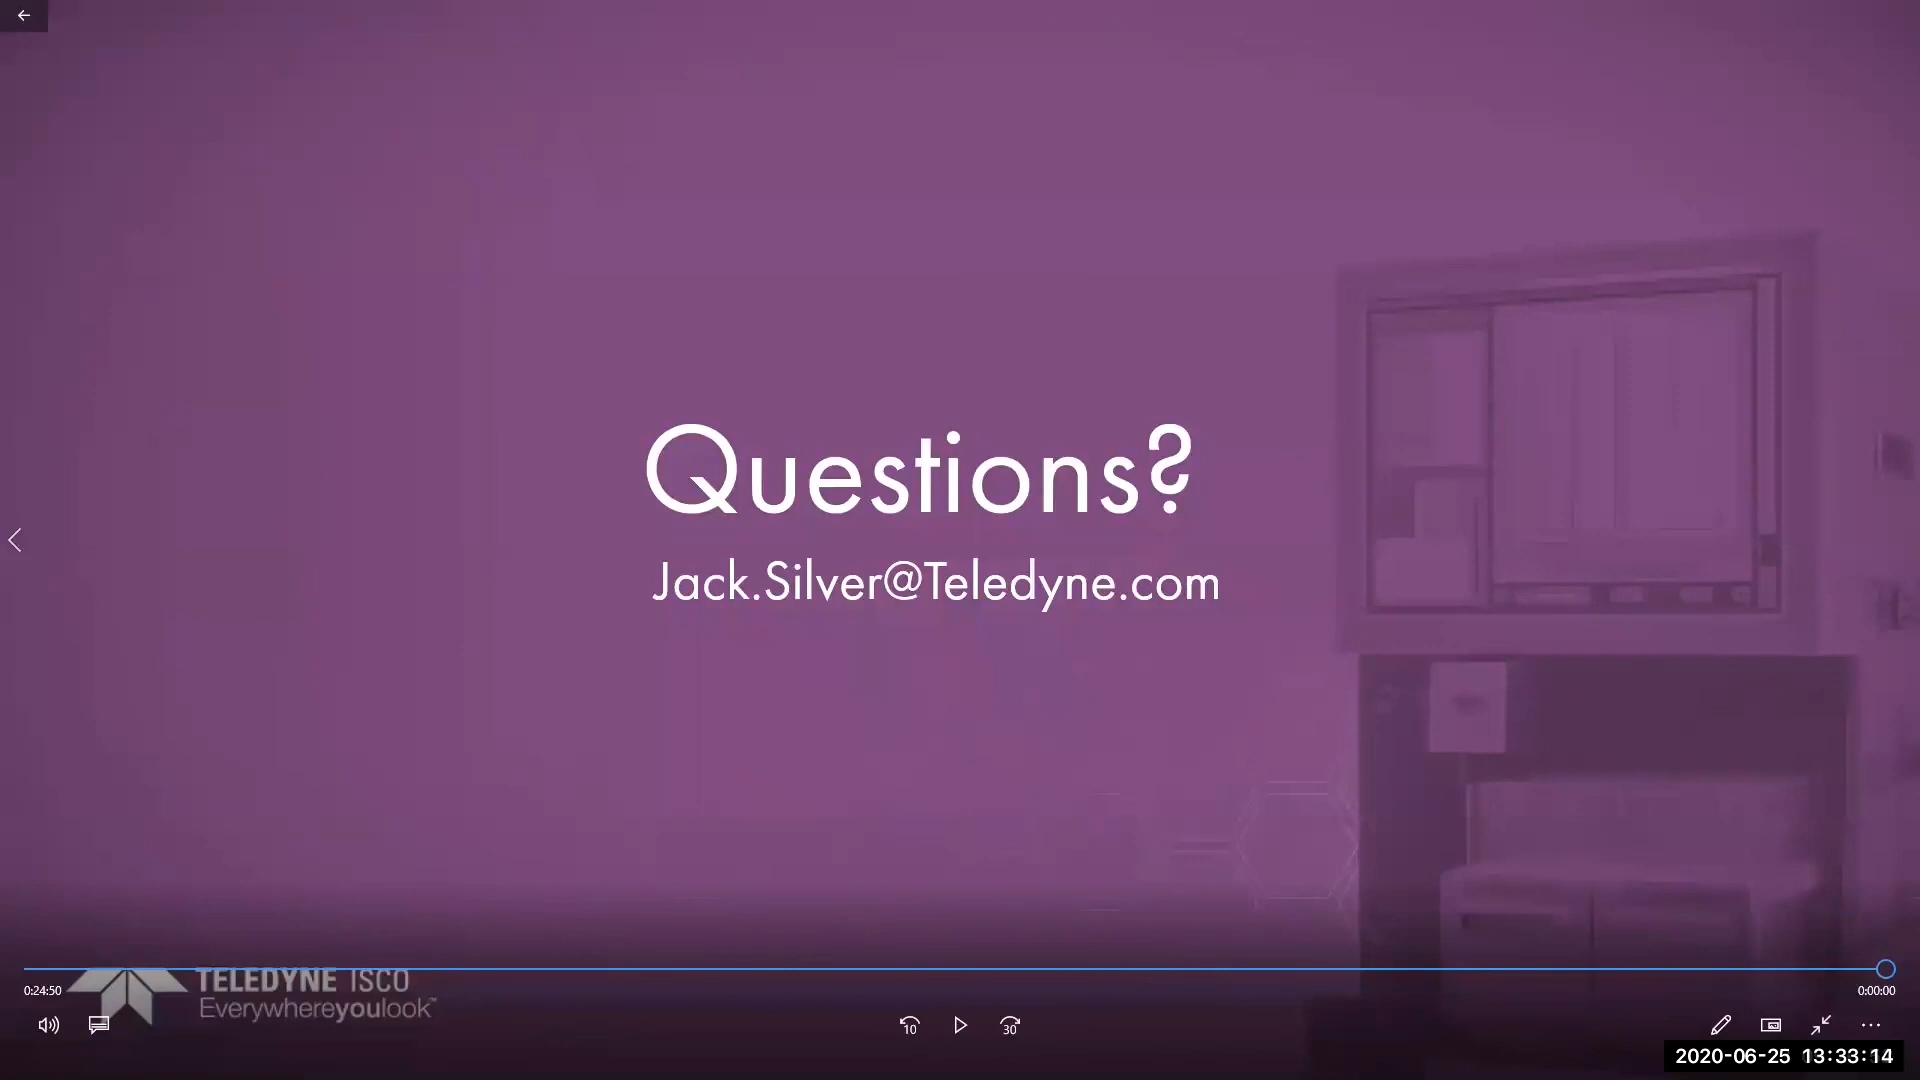 Questions?
Jack.Silver@Teledyne.com
TELEDYNE ISCO
Everywhereyoulook™
0:24:50
0:00:00
10
30
2020-06-25 13:33:14